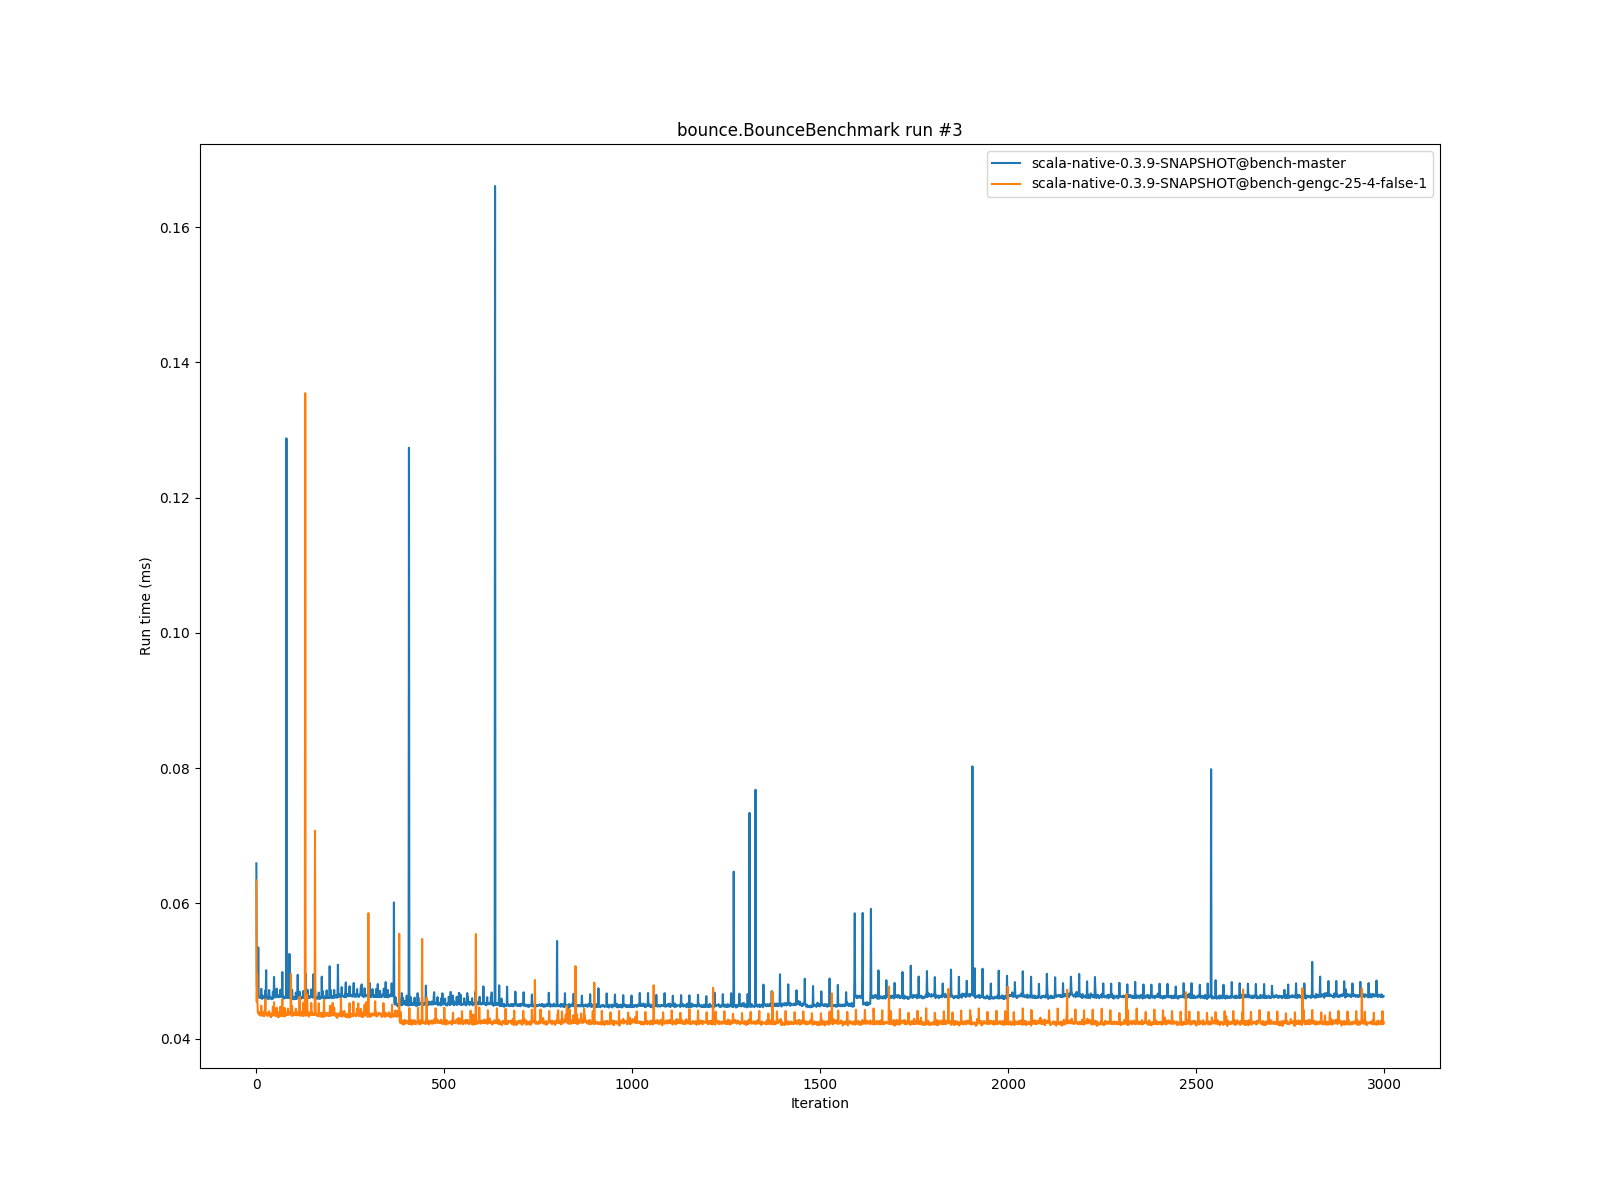 bounce.BounceBenchmark run #3
scala-native-0.3.9-SNAPSHOT@bench-master
scala-native-0.3.9-SNAPSHOT@bench-gengc-25-4-false-1
Run time (ms)
0.16
0.14
0.12
0.10
0.08
0.06
0.04
0
500
1000
1500
2000
2500
3000
Iteration